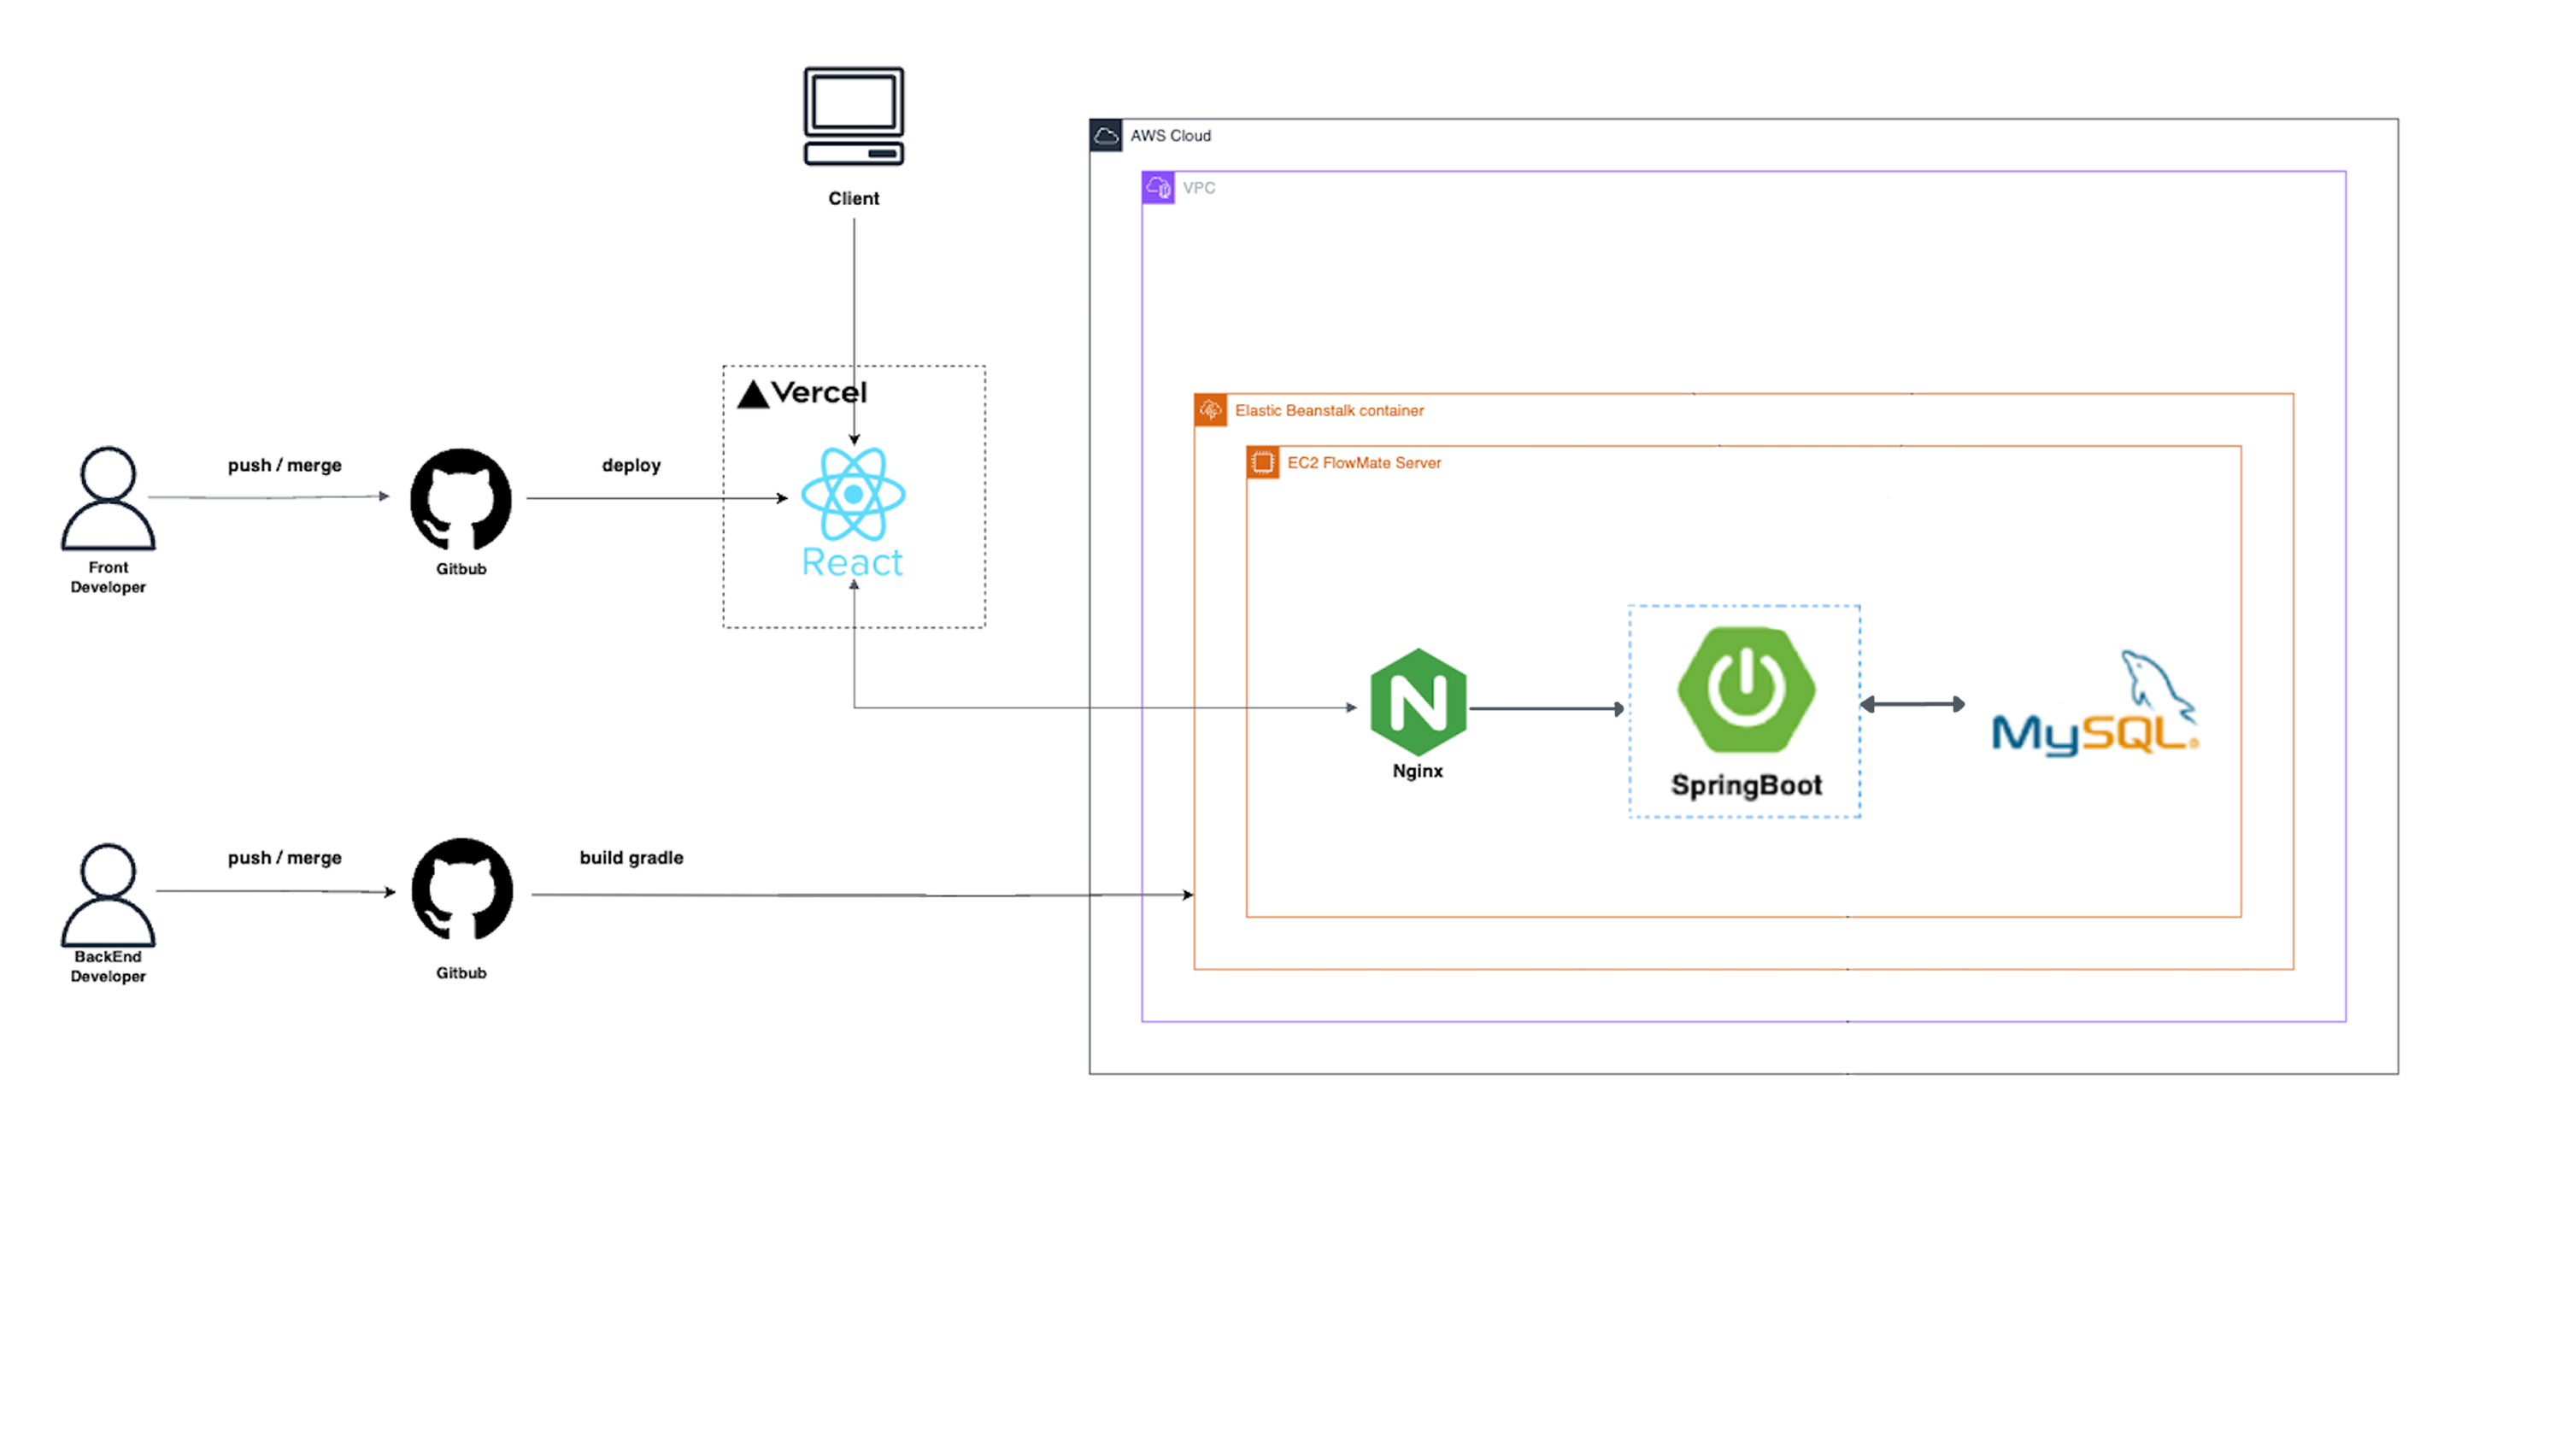 Client
AWS Cloud
VPC
Vercel
Elastic Beanstalk container
EC2 FlowMate Server
push / merge
deploy
React
Front
Developer
Gitbub
Nginx
SpringBoot
MySQL
push / merge
build gradle
BackEnd
Developer
Gitbub